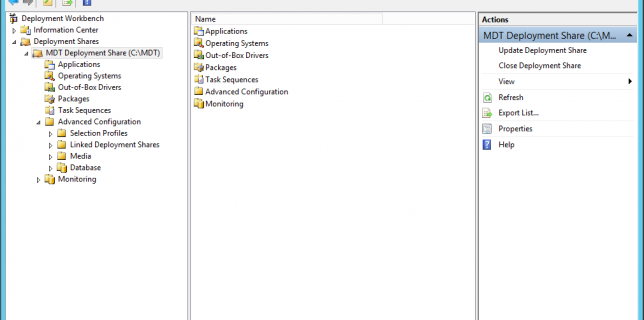 Deployment Workbench
Information Center
Deployment Shares
MDT Deployment Share (C:\MDT)
Applications
Operating Systems
Out-of-Box Drivers
Packages
Task Sequences
Advanced Configuration
Selection Profiles
Linked Deployment Shares
Media
Database
Monitoring
Name
Applications
Operating Systems
Out-of-Box Drivers
Packages
Task Sequences
Advanced Configuration
Monitoring
Actions
MDT Deployment Share (C:\M...
Update Deployment Share
Close Deployment Share
View
Refresh
Export List...
Properties
Help